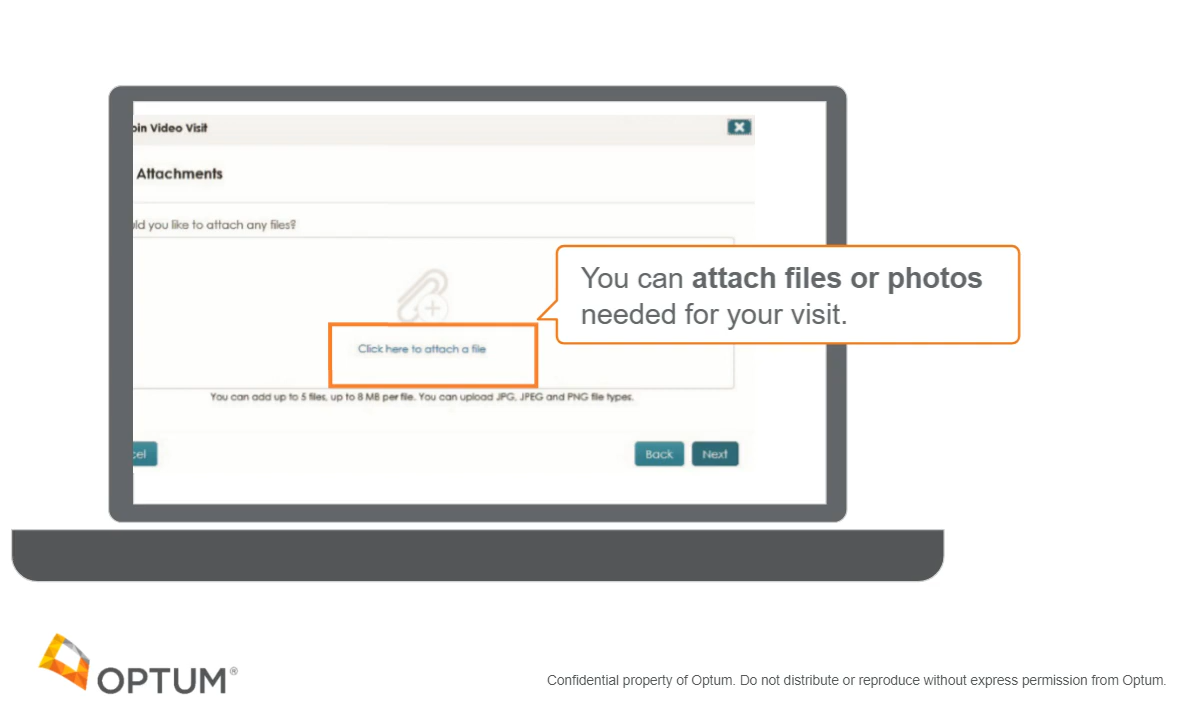 oin Video Visit
Attachments
ld you like to attach any files?
You can attach files or photos
needed for your visit.
Click here to attach a file
You can add up to 5 files, up to 8 MB per file. You can upload JPG, JPEG and PNG file types.
cel
Back
Next
OPTUM®
Confidential property of Optum. Do not distribute or reproduce without express permission from Optum.